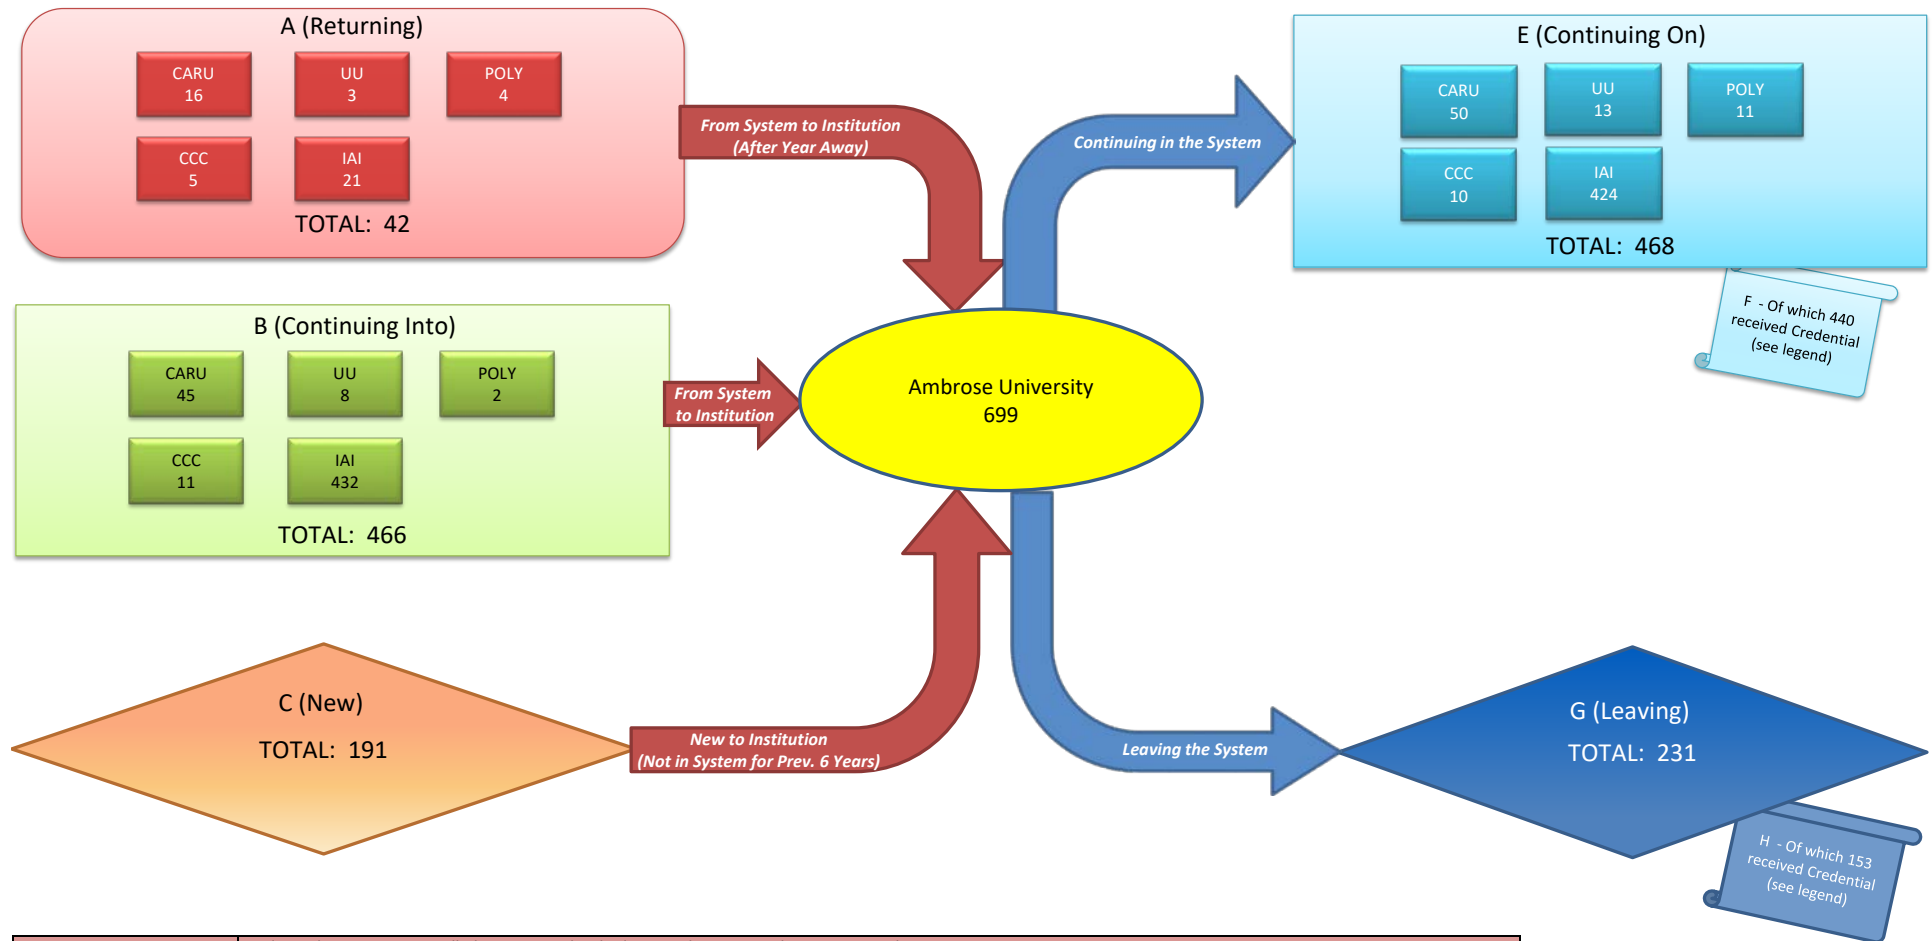 A (Returning)
CARU
16
UU
3
POLY
4
CCC
5
IAI
21
TOTAL: 42
From System to Institution
(After Year Away)
B (Continuing Into)
CARU
45
UU
8
POLY
2
CCC
11
IAI
432
TOTAL: 466
From System
to Institution
C (New)
TOTAL: 191
New to Institution
(Not in System for Prev. 6 Years)
Ambrose University
699
Continuing in the System
E (Continuing On)
CARU
50
UU
13
POLY
11
CCC
10
IAI
424
TOTAL: 468
F - Of which 440
received Credential
(see legend)
Leaving the System
G (Leaving)
TOTAL: 231
H - Of which 153
received Credential
(see legend)